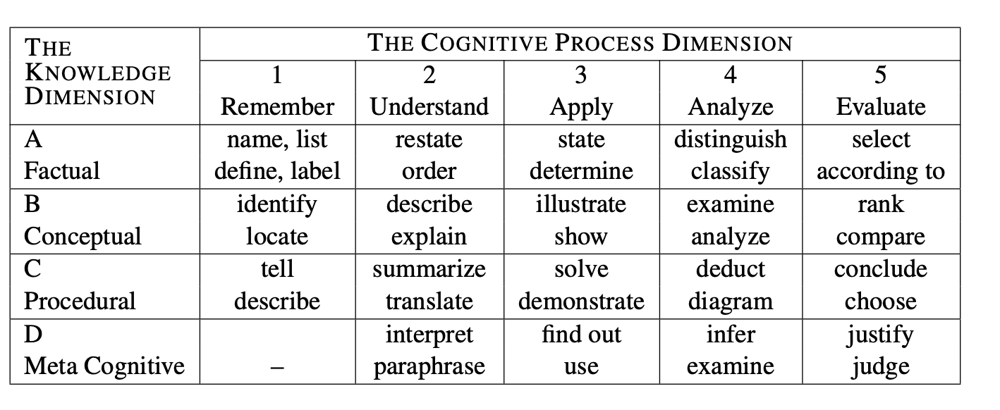 THE COGNITIVE PROCESS DIMENSION
THE
KNOWLEDGE
DIMENSION
1 2 3 4 5
Remember Understand Apply Analyze Evaluate
A name, list restate state distinguish select
Factual define, label order determine classify according to
B identify describe illustrate examine rank
Conceptual locate explain show analyze compare
C tell summarize solve deduct conclude
Procedural describe translate demonstrate diagram choose
D interpret find out infer justify
Meta Cognitive – paraphrase use examine judge